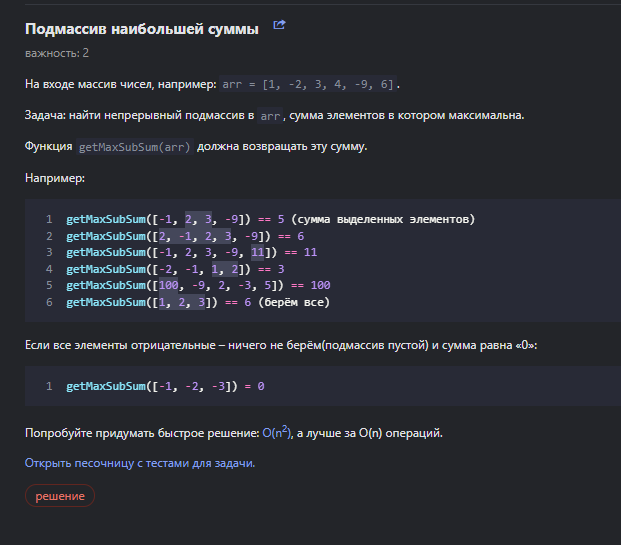 Подмассив наибольшей суммы
важность: 2
На входе массив чисел, например: arr = [1, -2, 3, 4, -9, 6].
Задача: найти непрерывный подмассив в arr, сумма элементов в котором максимальна.
Функция getMaxSubSum(arr) должна возвращать эту сумму.
Например:
1 getMaxSubSum([-1, 2, 3, -9]) == 5 (сумма выделенных элементов)
2 getMaxSubSum([2, -1, 2, 3, -9]) == 6
3 getMaxSubSum([-1, 2, 3, -9, 11]) == 11
4 getMaxSubSum([-2, -1, 1, 2]) == 3
5 getMaxSubSum([100, -9, 2, -3, 5]) == 100
6 getMaxSubSum([1, 2, 3]) == 6 (берём все)
Если все элементы отрицательные – ничего не берём(подмассив пустой) и сумма равна «0»:
1 getMaxSubSum([-1, -2, -3]) = 0
Попробуйте придумать быстрое решение: O(n²), а лучше за О(n) операций.
Открыть песочницу с тестами для задачи.
решение